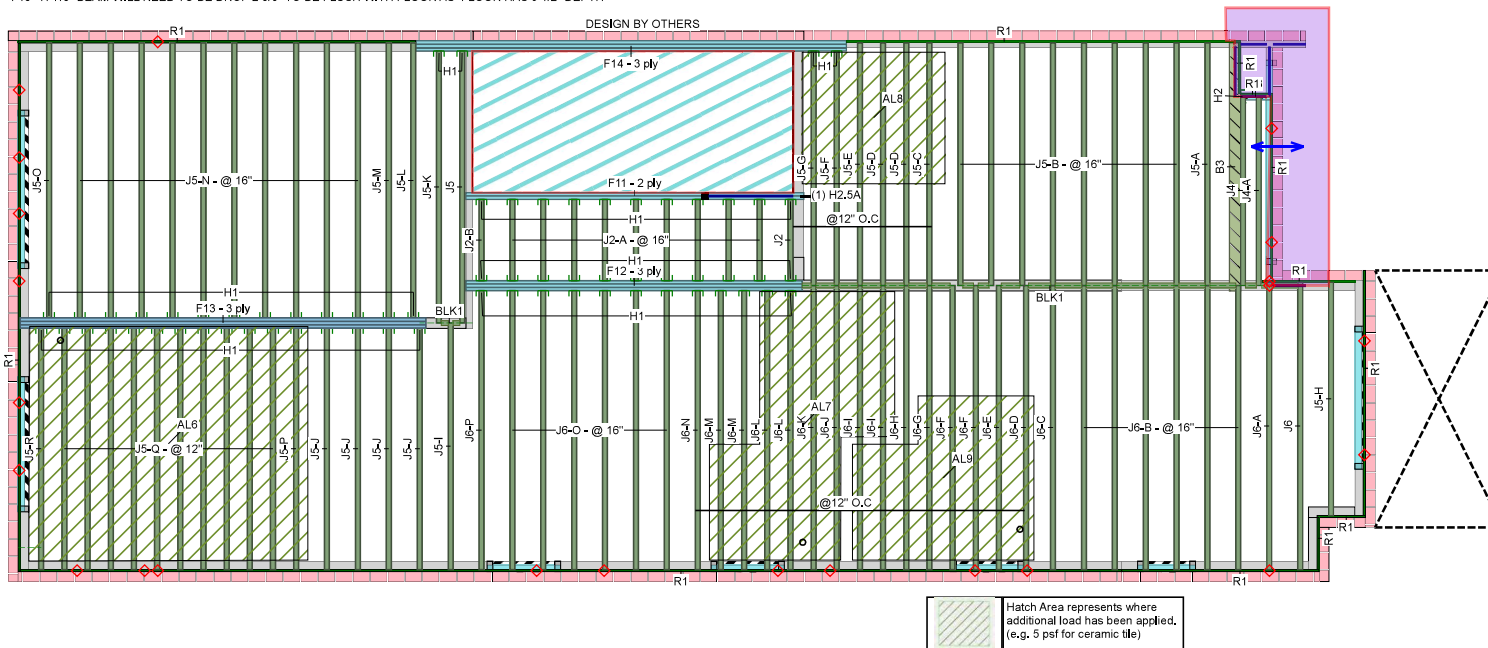 DESIGN BY OTHERS
R1
R1
F14 - 3 ply
H1
H1
AL8
R1
R1
H2
J5-O
J5-N - @ 16"
J5-M
J5-L
J5-K
J5
J5-G
J5-F
J5-E
J5-D
J5-D
J5-C
J5-B - @ 16"
J5-A
B3
J4
J4-A
R1
F11 - 2 ply
(1) H2.5A
H1
@12" O.C
J2-B
J2-A - @ 16"
J2
H1
F12 - 3 ply
H1
F13 - 3 ply
BLK1
H1
BLK1
R1
H1
R1
R1
AL6
J5-R
J5-Q - @ 12"
J5-P
J5-J
J5-J
J5-J
J5-J
J5-I
J6-P
J6-O - @ 16"
J6-N
J6-M
J6-M
J6-L
J6-L
AL7
J6-K
J6-I
J6-I
J6-H
J6-G
J6-F
J6-F
J6-E
J6-D
J6-C
J6-B - @ 16"
J6-A
J6
J5-H
AL9
@12" O.C
R1
R1
R1
R1
Hatch Area represents where
additional load has been applied.
(e.g. 5 psf for ceramic tile)